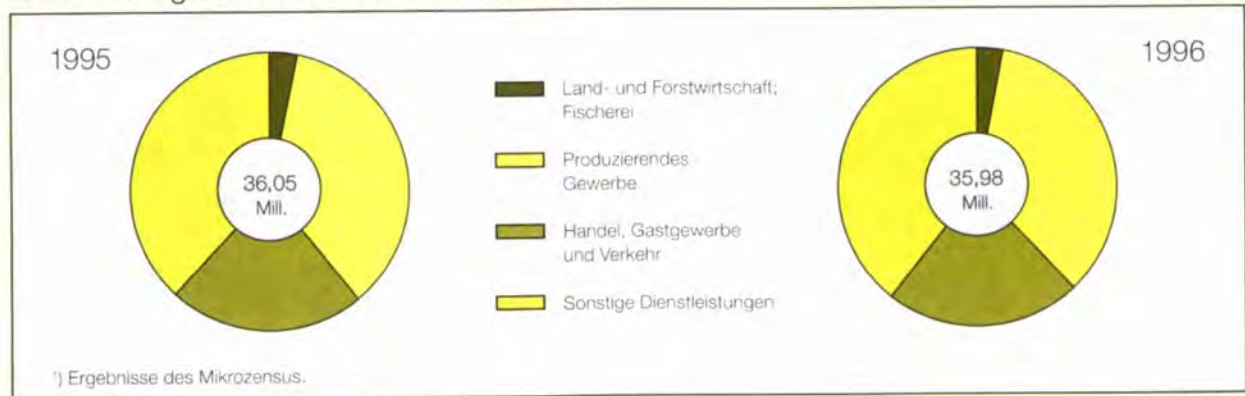 1995
36,05
Mill.
Land- und Forstwirtschaft;
Fischerei
Produzierendes
Gewerbe
Handel, Gastgewerbe
und Verkehr
Sonstige Dienstleistungen
1996
35,98
Mill.
¹) Ergebnisse des Mikrozensus.